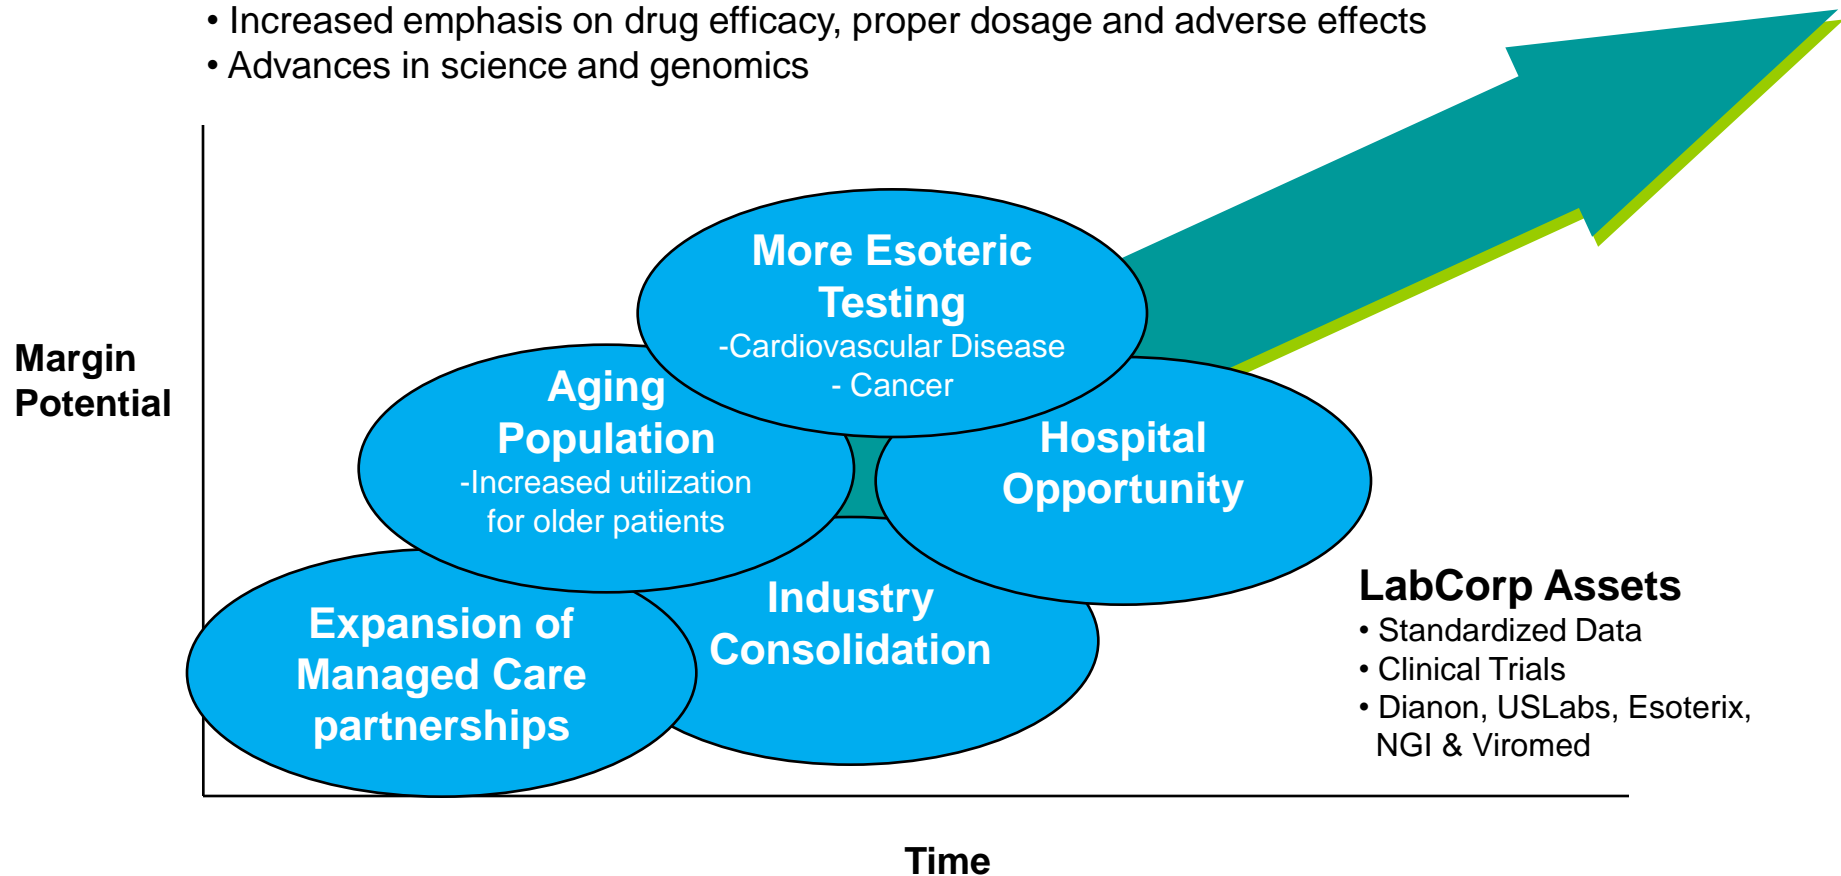 • Increased emphasis on drug efficacy, proper dosage and adverse effects
• Advances in science and genomics
Margin
Potential
More Esoteric
Testing
-Cardiovascular Disease
- Cancer
Aging
Population
-Increased utilization
for older patients
Hospital
Opportunity
Expansion of
Managed Care
partnerships
Industry
Consolidation
LabCorp Assets
• Standardized Data
• Clinical Trials
• Dianon, USLabs, Esoterix,
NGI & Viromed
Time